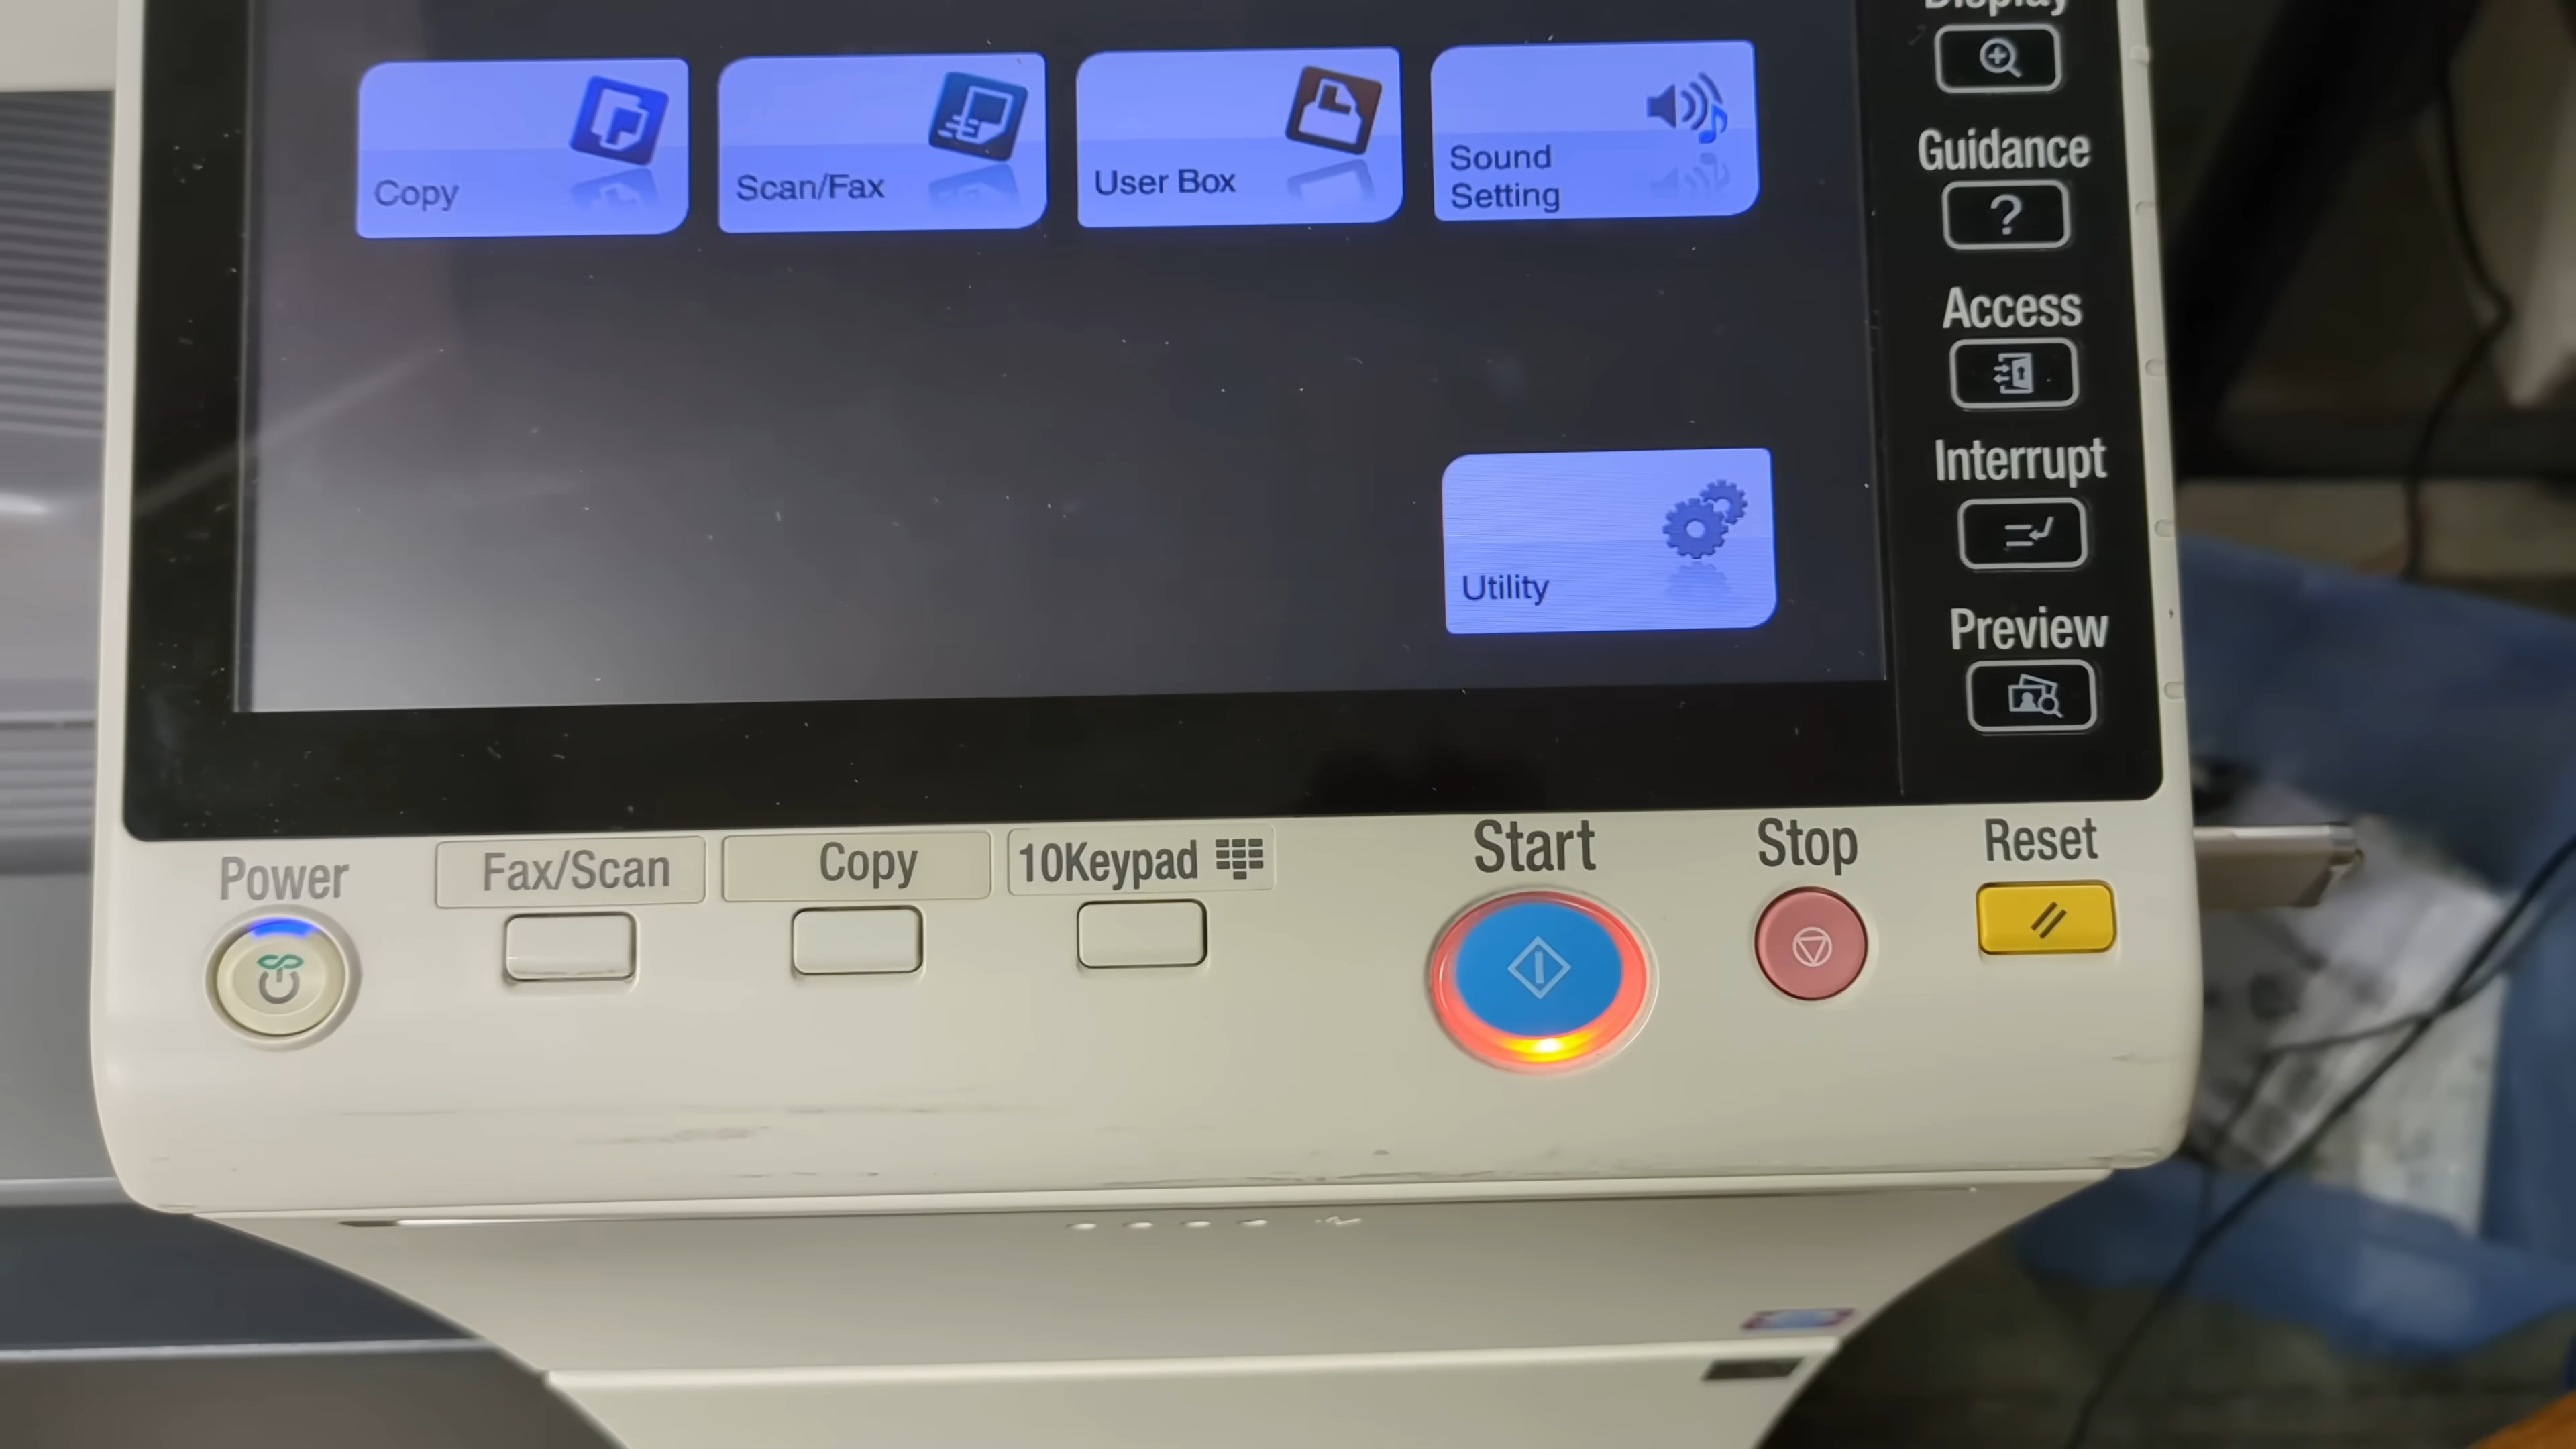 Display
Copy
Scan/Fax
User Box
Sound
Setting
Guidance
?
Access
Interrupt
Utility
Preview
Power
Fax/Scan
Copy
10Keypad
Start
Stop
Reset